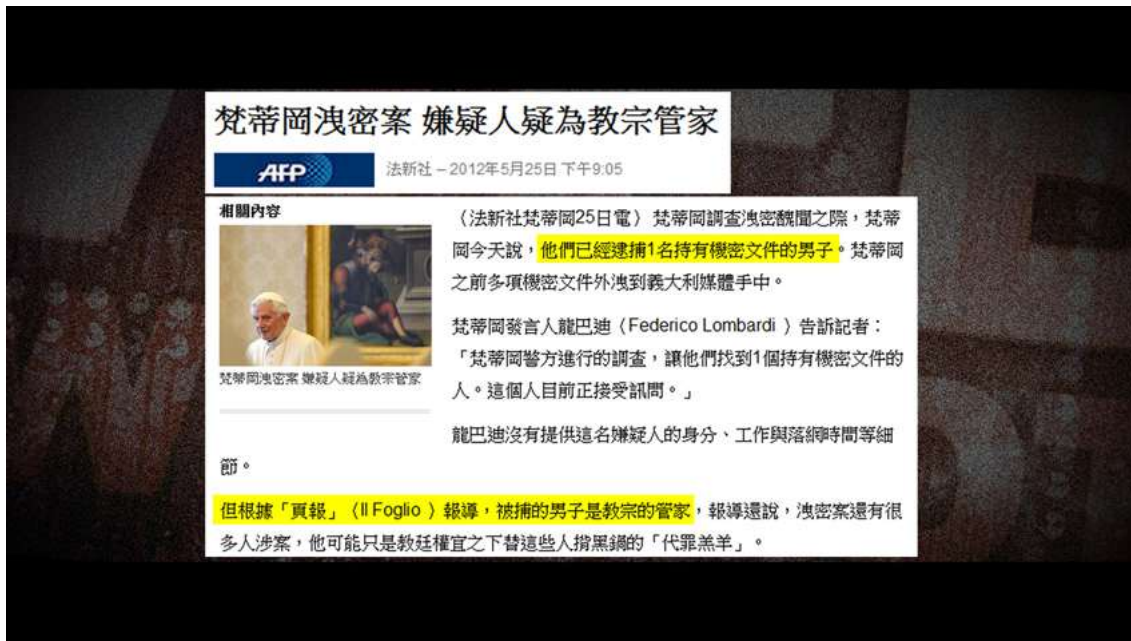 梵蒂岡洩密案 嫌疑人疑為教宗管家
AFP 法新社 – 2012年5月25日 下午9:05
相關內容
梵蒂岡洩密案 嫌疑人疑為教宗管家
（法新社梵蒂岡25日電） 梵蒂岡調查洩密醜聞之際，梵蒂
岡今天說，他們已經逮捕1名持有機密文件的男子。梵蒂岡
之前多項機密文件外洩到義大利媒體手中。
梵蒂岡發言人龍巴迪（Federico Lombardi ）告訴記者：
「梵蒂岡警方進行的調查，讓他們找到1個持有機密文件的
人。這個人目前正接受訊問。」
龍巴迪沒有提供這名嫌疑人的身分、工作與落網時間等細
節。
但根據「頁報」（Il Foglio ）報導，被捕的男子是教宗的管家，報導還說，洩密案還有很
多人涉案，他可能只是教廷權宜之下替這些人揹黑鍋的「代罪羔羊」。